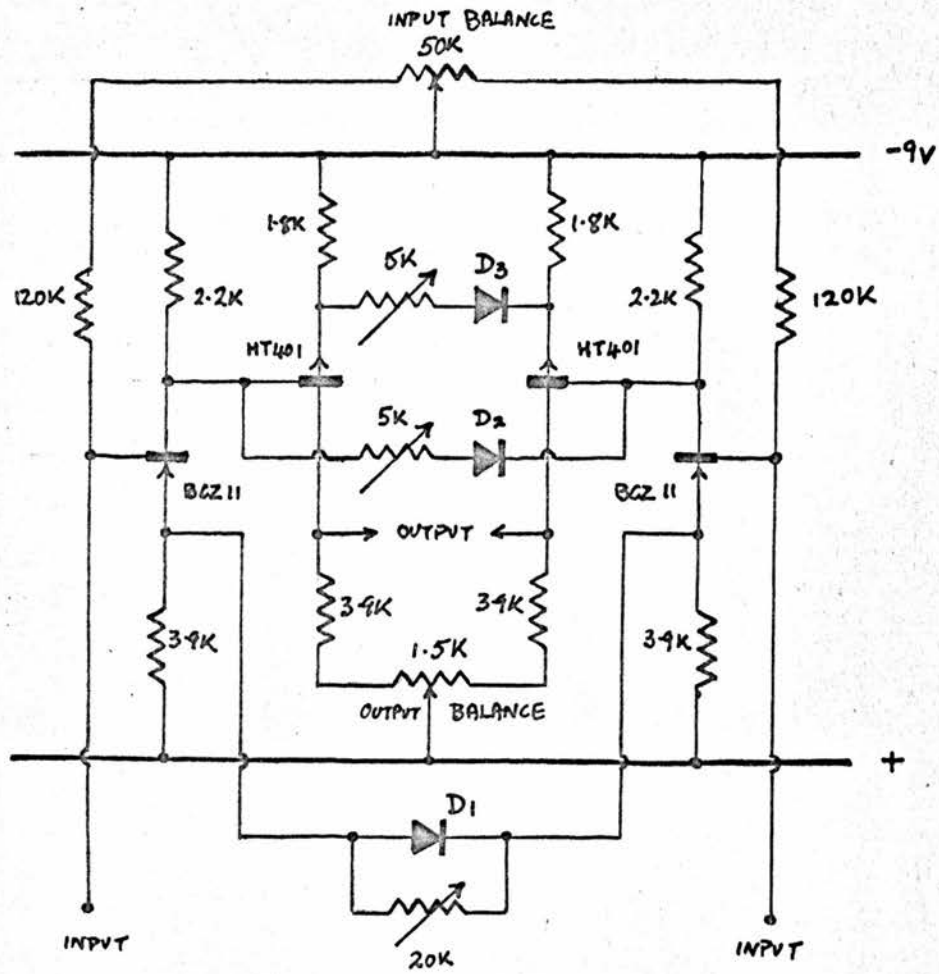 INPUT BALANCE
50K
-9V
1.8K
1.8K
5K
D3
120K
2.2K
2.2K
120K
HT401
HT401
5K
D2
BCZ 11
BCZ 11
OUTPUT
3.9K
3.9K
3.9K
1.5K
3.9K
OUTPUT BALANCE
+
D1
INPUT
20K
INPUT